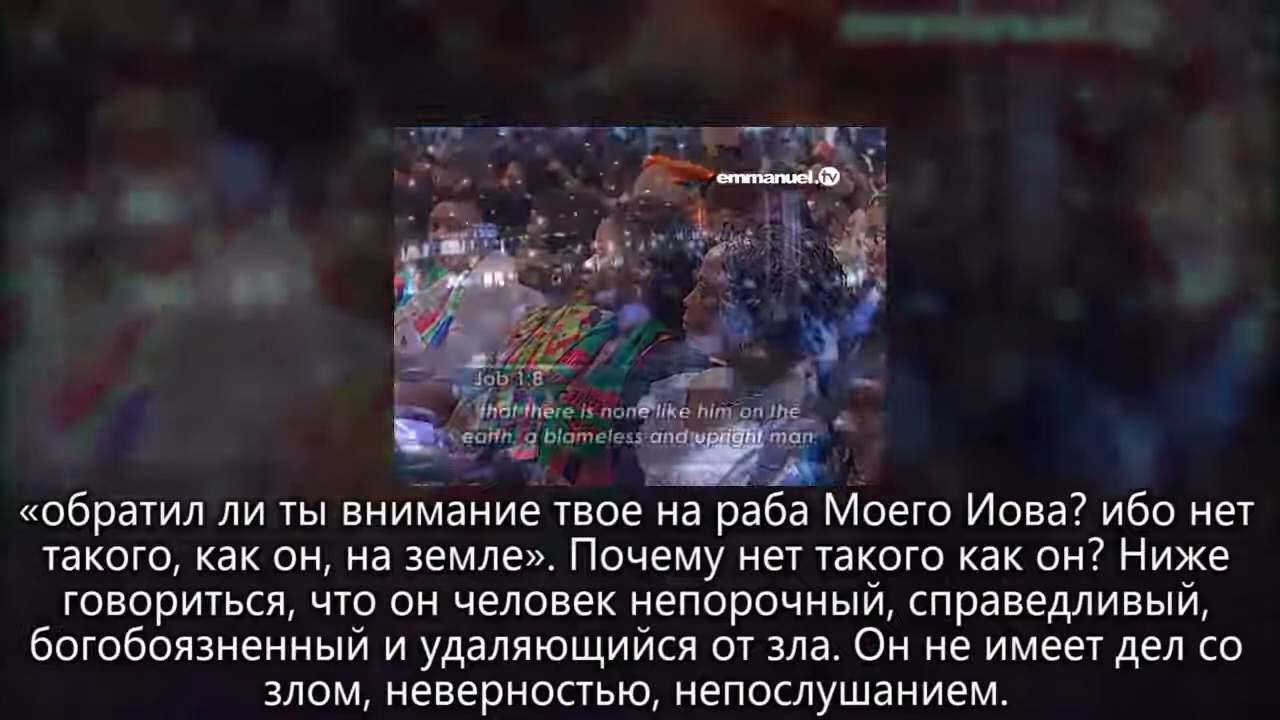 emmanuel.tv
Job 1:8
that there is none like him on the
earth, a blameless and upright man,
«обратил ли ты внимание твое на раба Моего Иова? ибо нет
такого, как он, на земле». Почему нет такого как он? Ниже
говориться, что он человек непорочный, справедливый,
богобоязненный и удаляющийся от зла. Он не имеет дел со
злом, неверностью, непослушанием.